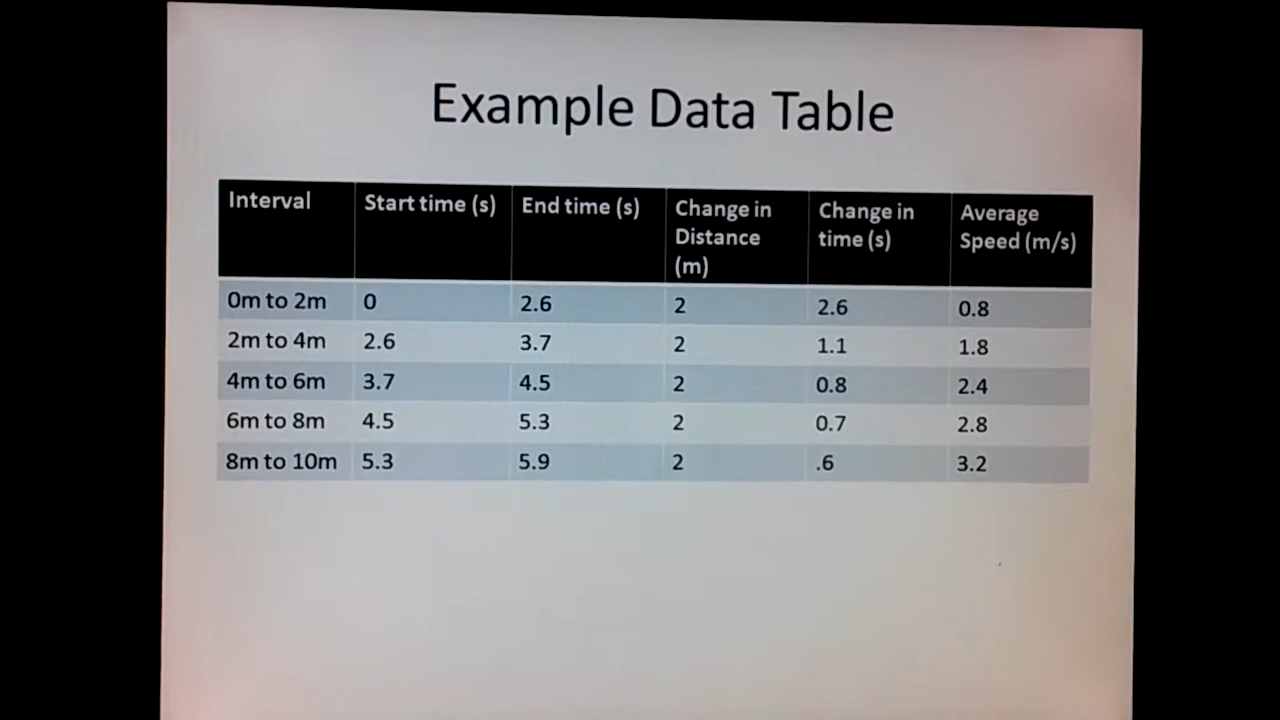 Example Data Table
Interval Start time (s) End time (s) Change in Distance (m) Change in time (s) Average Speed (m/s)
0m to 2m 0 2.6 2 2.6 0.8
2m to 4m 2.6 3.7 2 1.1 1.8
4m to 6m 3.7 4.5 2 0.8 2.4
6m to 8m 4.5 5.3 2 0.7 2.8
8m to 10m 5.3 5.9 2 .6 3.2